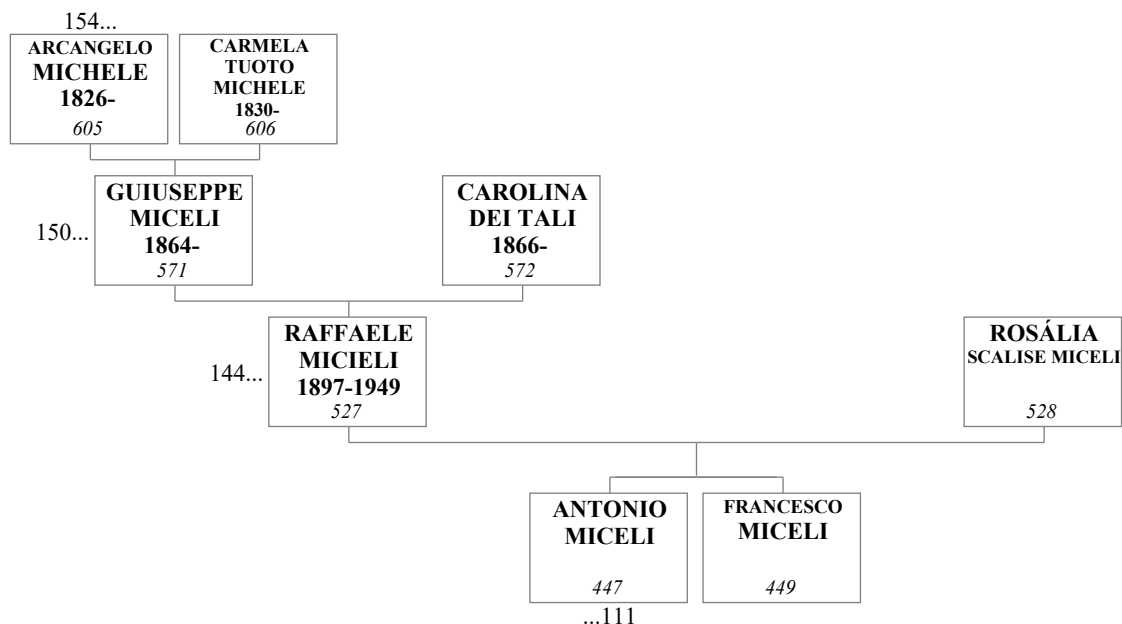 154...
ARCANGELO
MICHELE
1826-
605
CARMELA
TUOTO
MICHELE
1830-
606
150...
GUIUSEPPE
MICELI
1864-
571
CAROLINA
DEI TALI
1866-
572
144...
RAFFAELE
MICIELI
1897-1949
527
ROSÁLIA
SCALISE MICELI
528
ANTONIO
MICELI
447
FRANCESCO
MICELI
449
...111